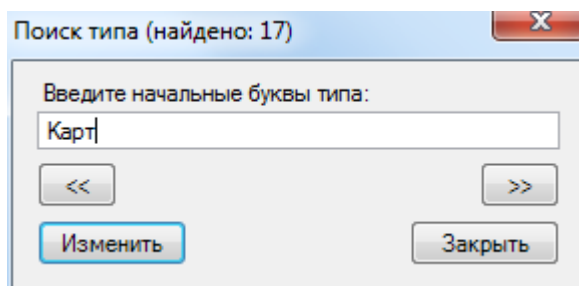 Поиск типа (найдено: 17)
Введите начальные буквы типа:
Карт
<< >>
Изменить Закрыть